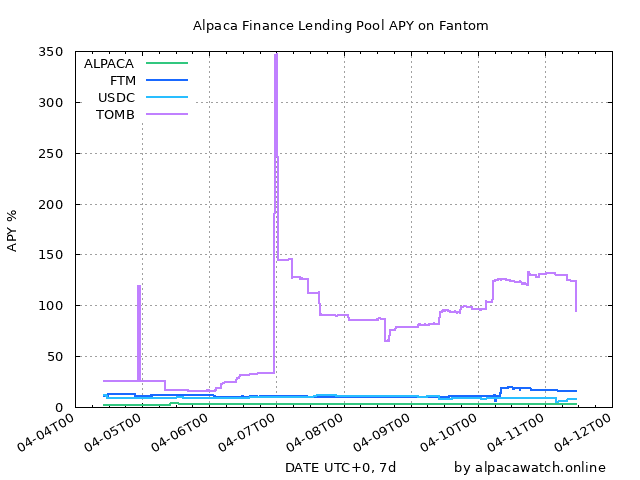 Alpaca Finance Lending Pool APY on Fantom
350
300
250
200
150
100
50
0
APY %
ALPACA
FTM
USDC
TOMB
04-04T00
04-05T00
04-06T00
04-07T00
04-08T00
04-09T00
04-10T00
04-11T00
04-12T00
DATE UTC+0, 7d
by alpacawatch.online